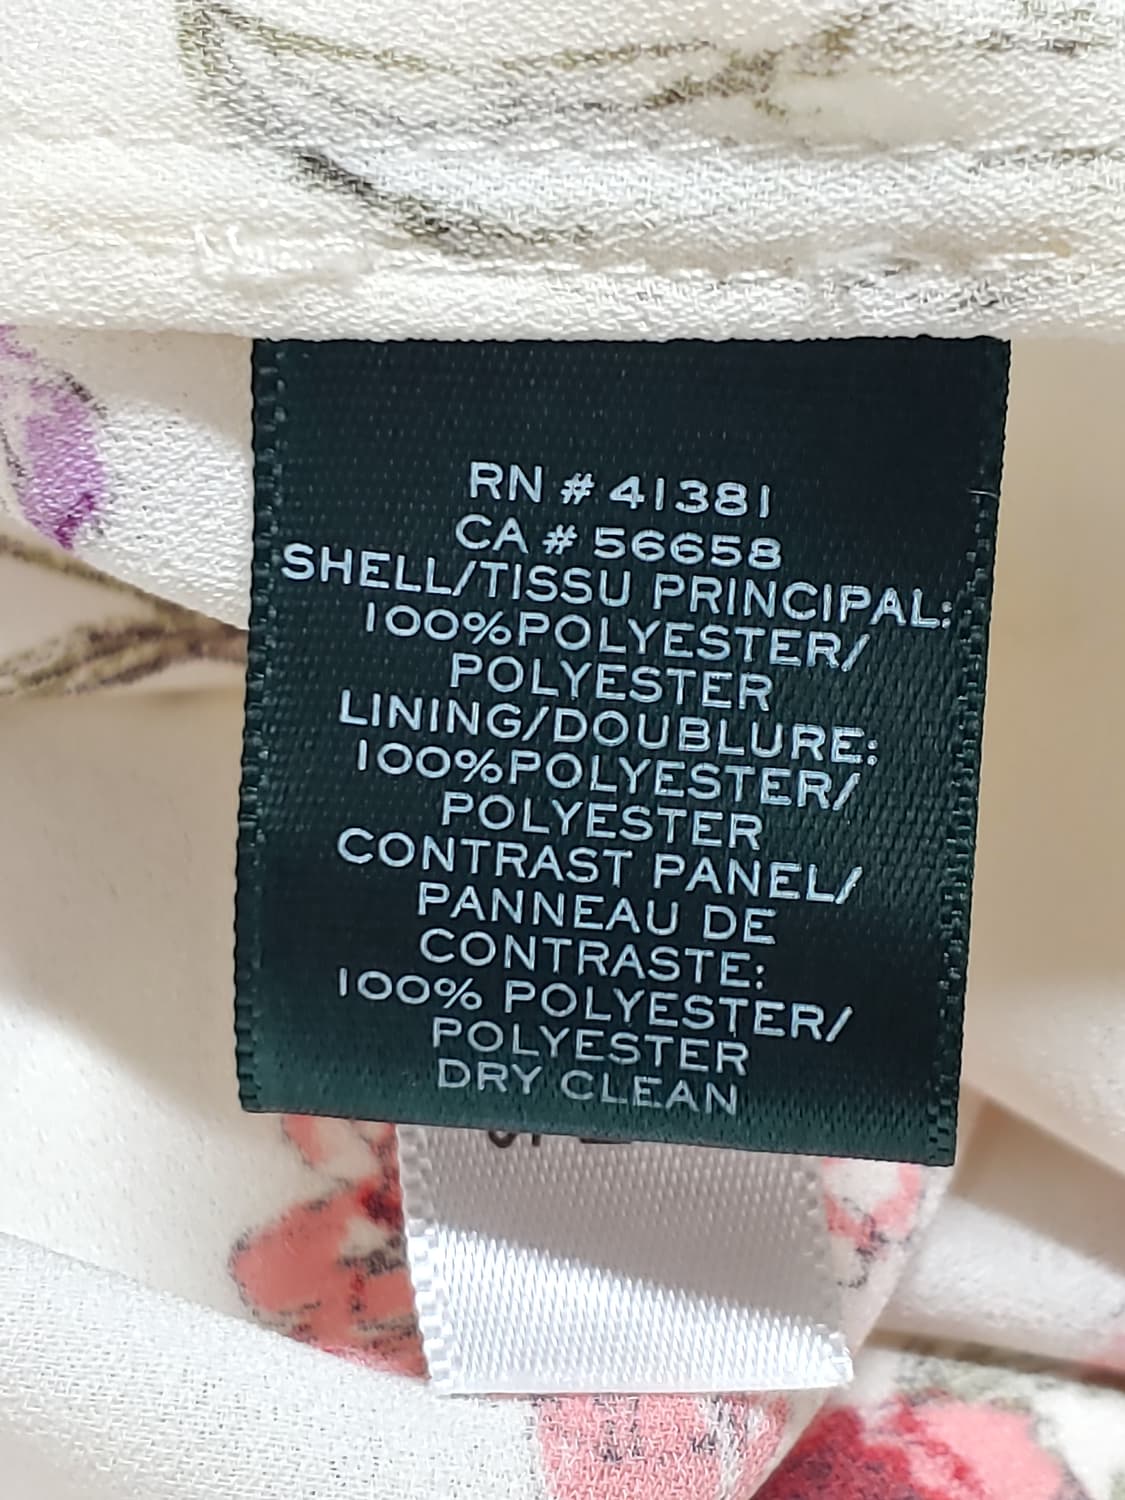 RN # 41381
CA # 56658
SHELL/TISSU PRINCIPAL:
100%POLYESTER/
POLYESTER
LINING/DOUBLURE:
100%POLYESTER/
POLYESTER
CONTRAST PANEL/
PANNEAU DE
CONTRASTE:
100% POLYESTER/
POLYESTER
DRY CLEAN